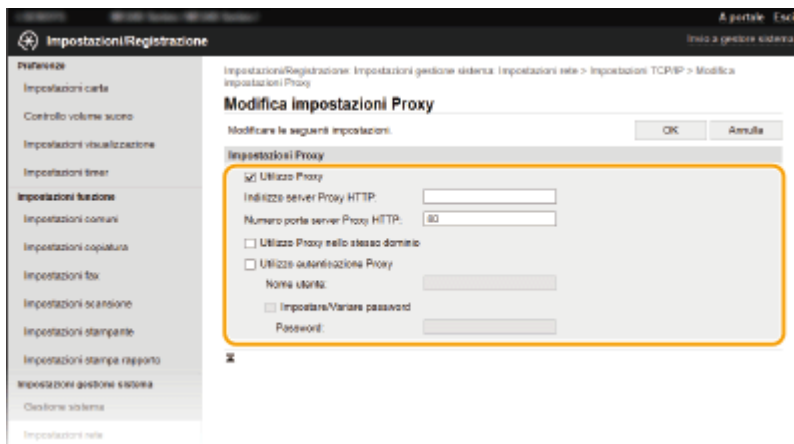 A portale Esci
Impostazioni/Registrazione
Invio a gestore sistema
Preferenze
Impostazioni carta
Controllo volume suono
Impostazioni visualizzazione
Impostazioni timer
Impostazioni funzione
Impostazioni comuni
Impostazioni copiatura
Impostazioni fax
Impostazioni scansione
Impostazioni stampante
Impostazioni stampa rapporto
Impostazioni gestione sistema
Gestione sistema
Impostazioni rete
Impostazioni/Registrazione: Impostazioni gestione sistema: Impostazioni rete > Impostazioni TCP/IP > Modifica
impostazioni Proxy
Modifica impostazioni Proxy
Modificare le seguenti impostazioni.
OK
Annulla
Impostazioni Proxy
Utilizzo Proxy
Indirizzo server Proxy HTTP:
Numero porta server Proxy HTTP: 80
Utilizzo Proxy nello stesso dominio
Utilizzo autenticazione Proxy
Nome utente:
Impostare/Variare password
Password: